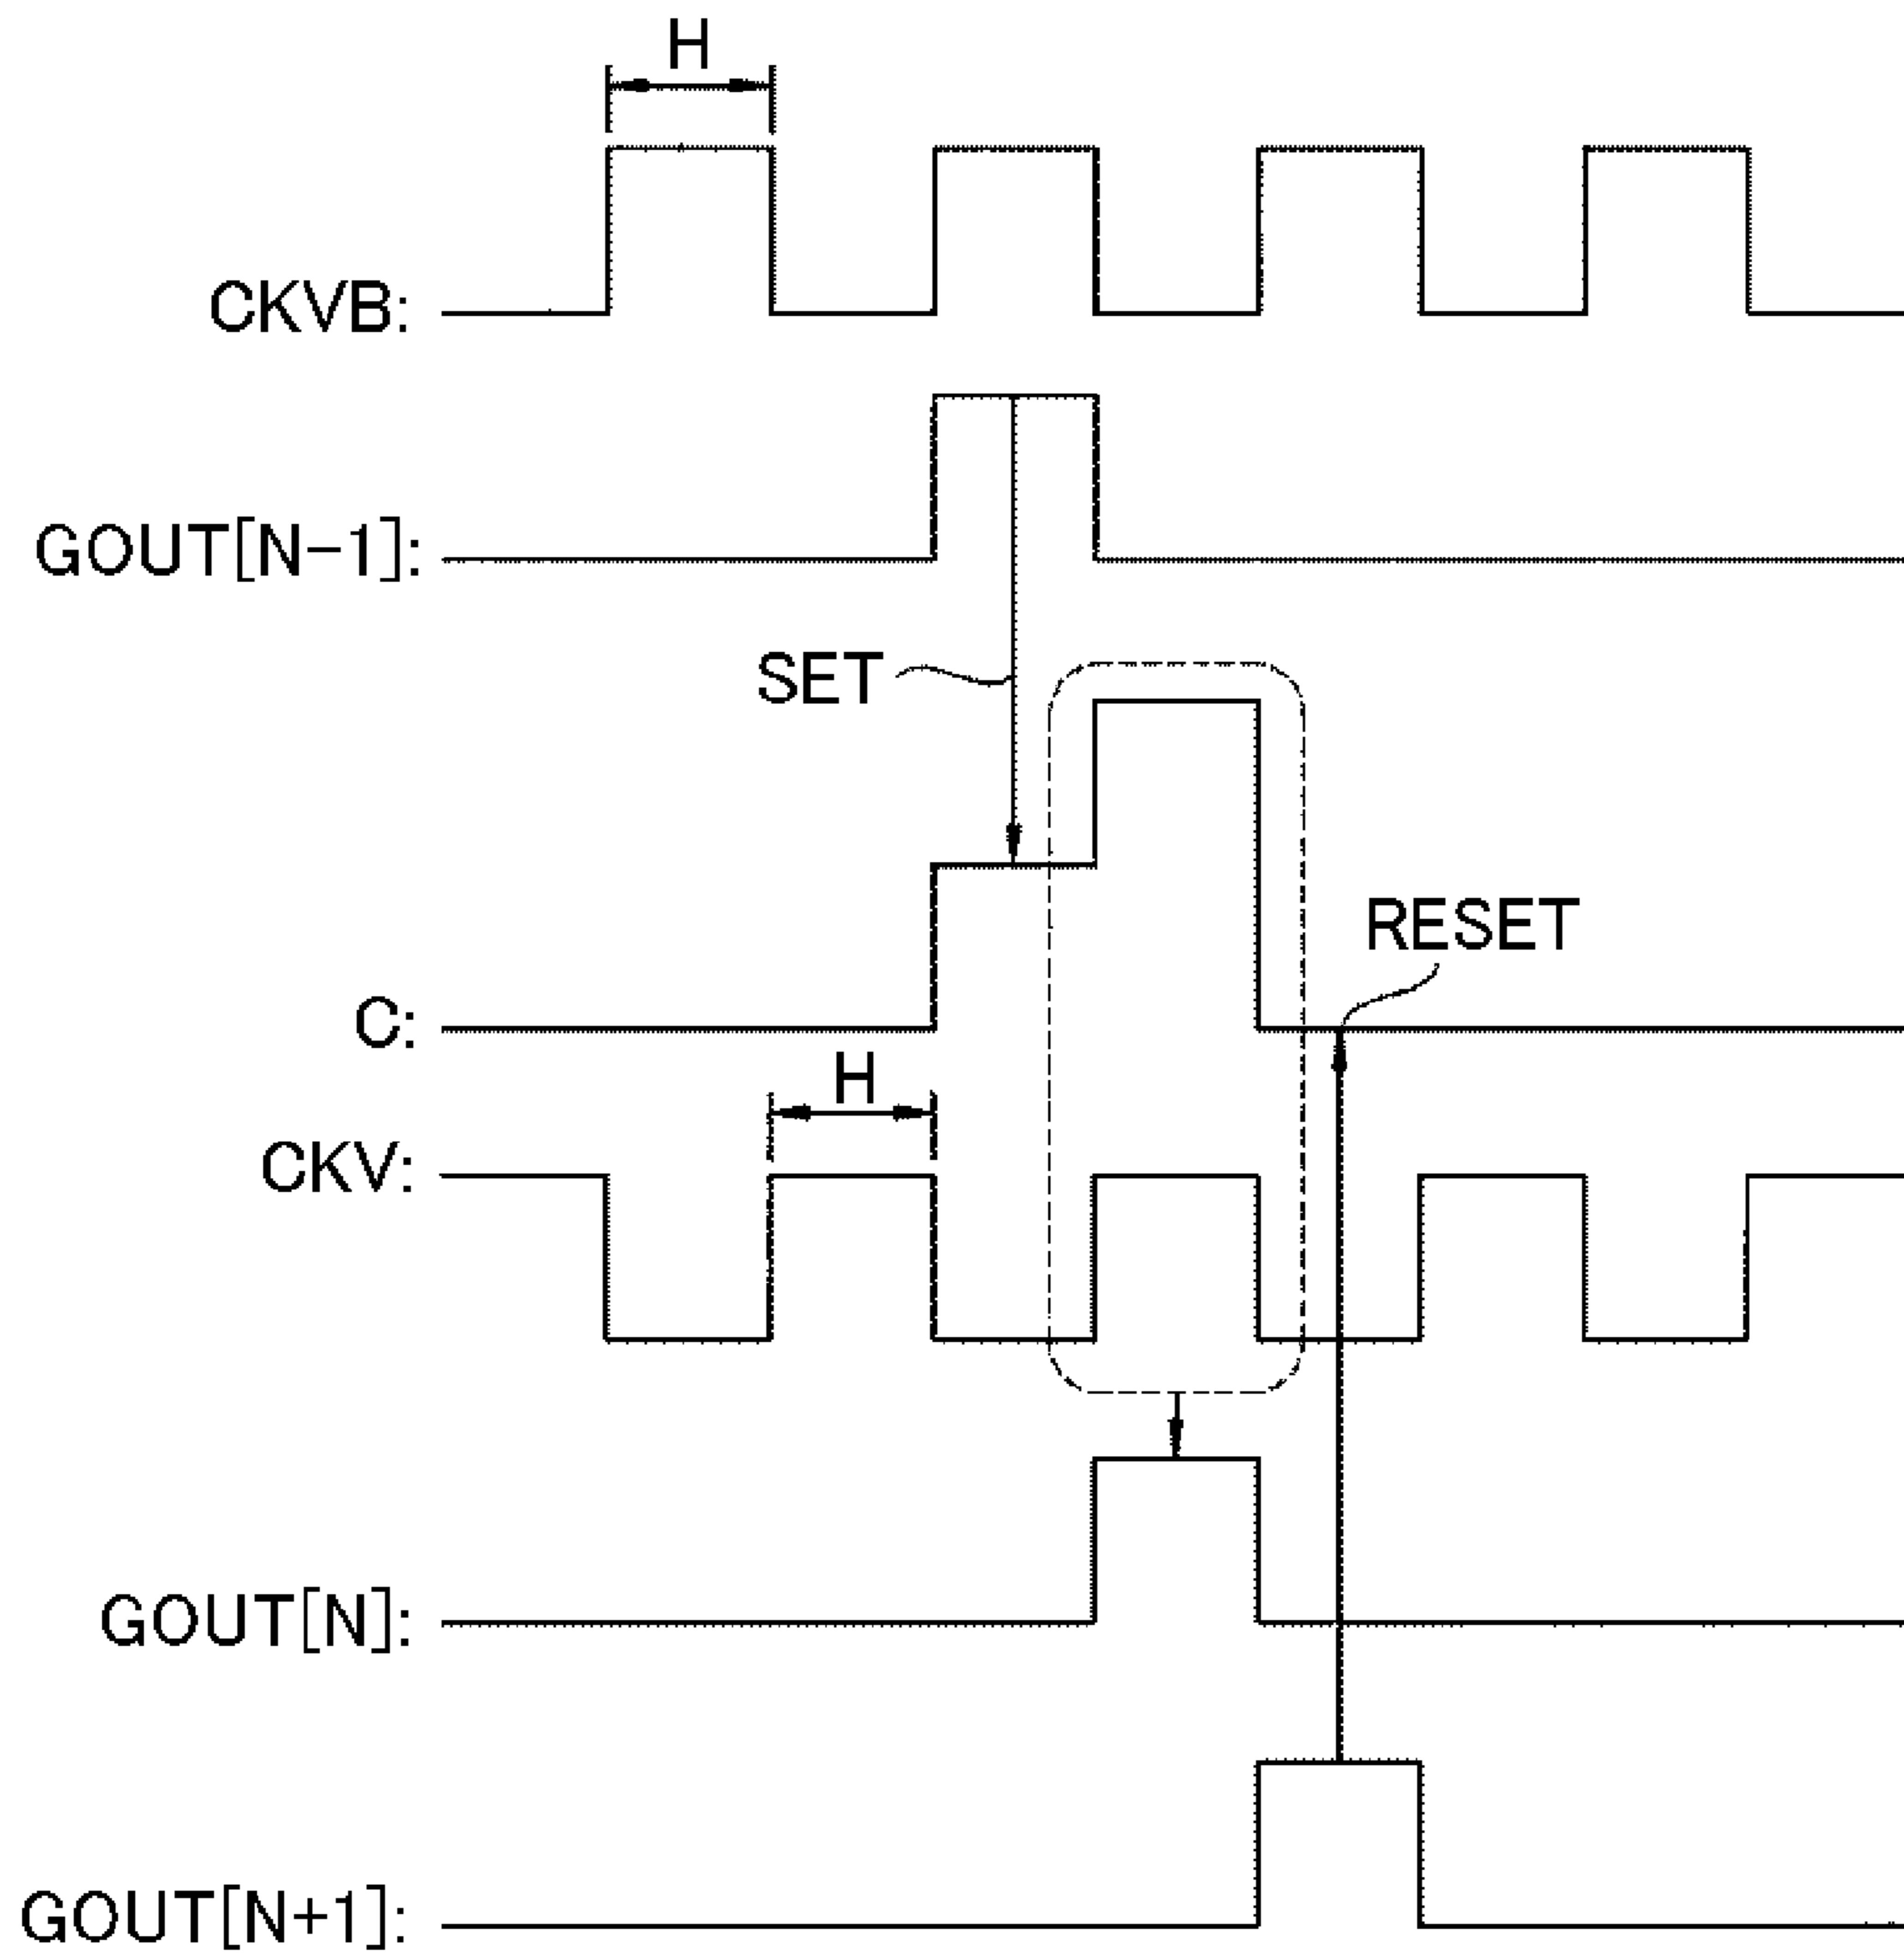 H
CKVB:
GOUT[N-1]:
SET
RESET
C:
H
CKV:
GOUT[N]:
GOUT[N+1]: